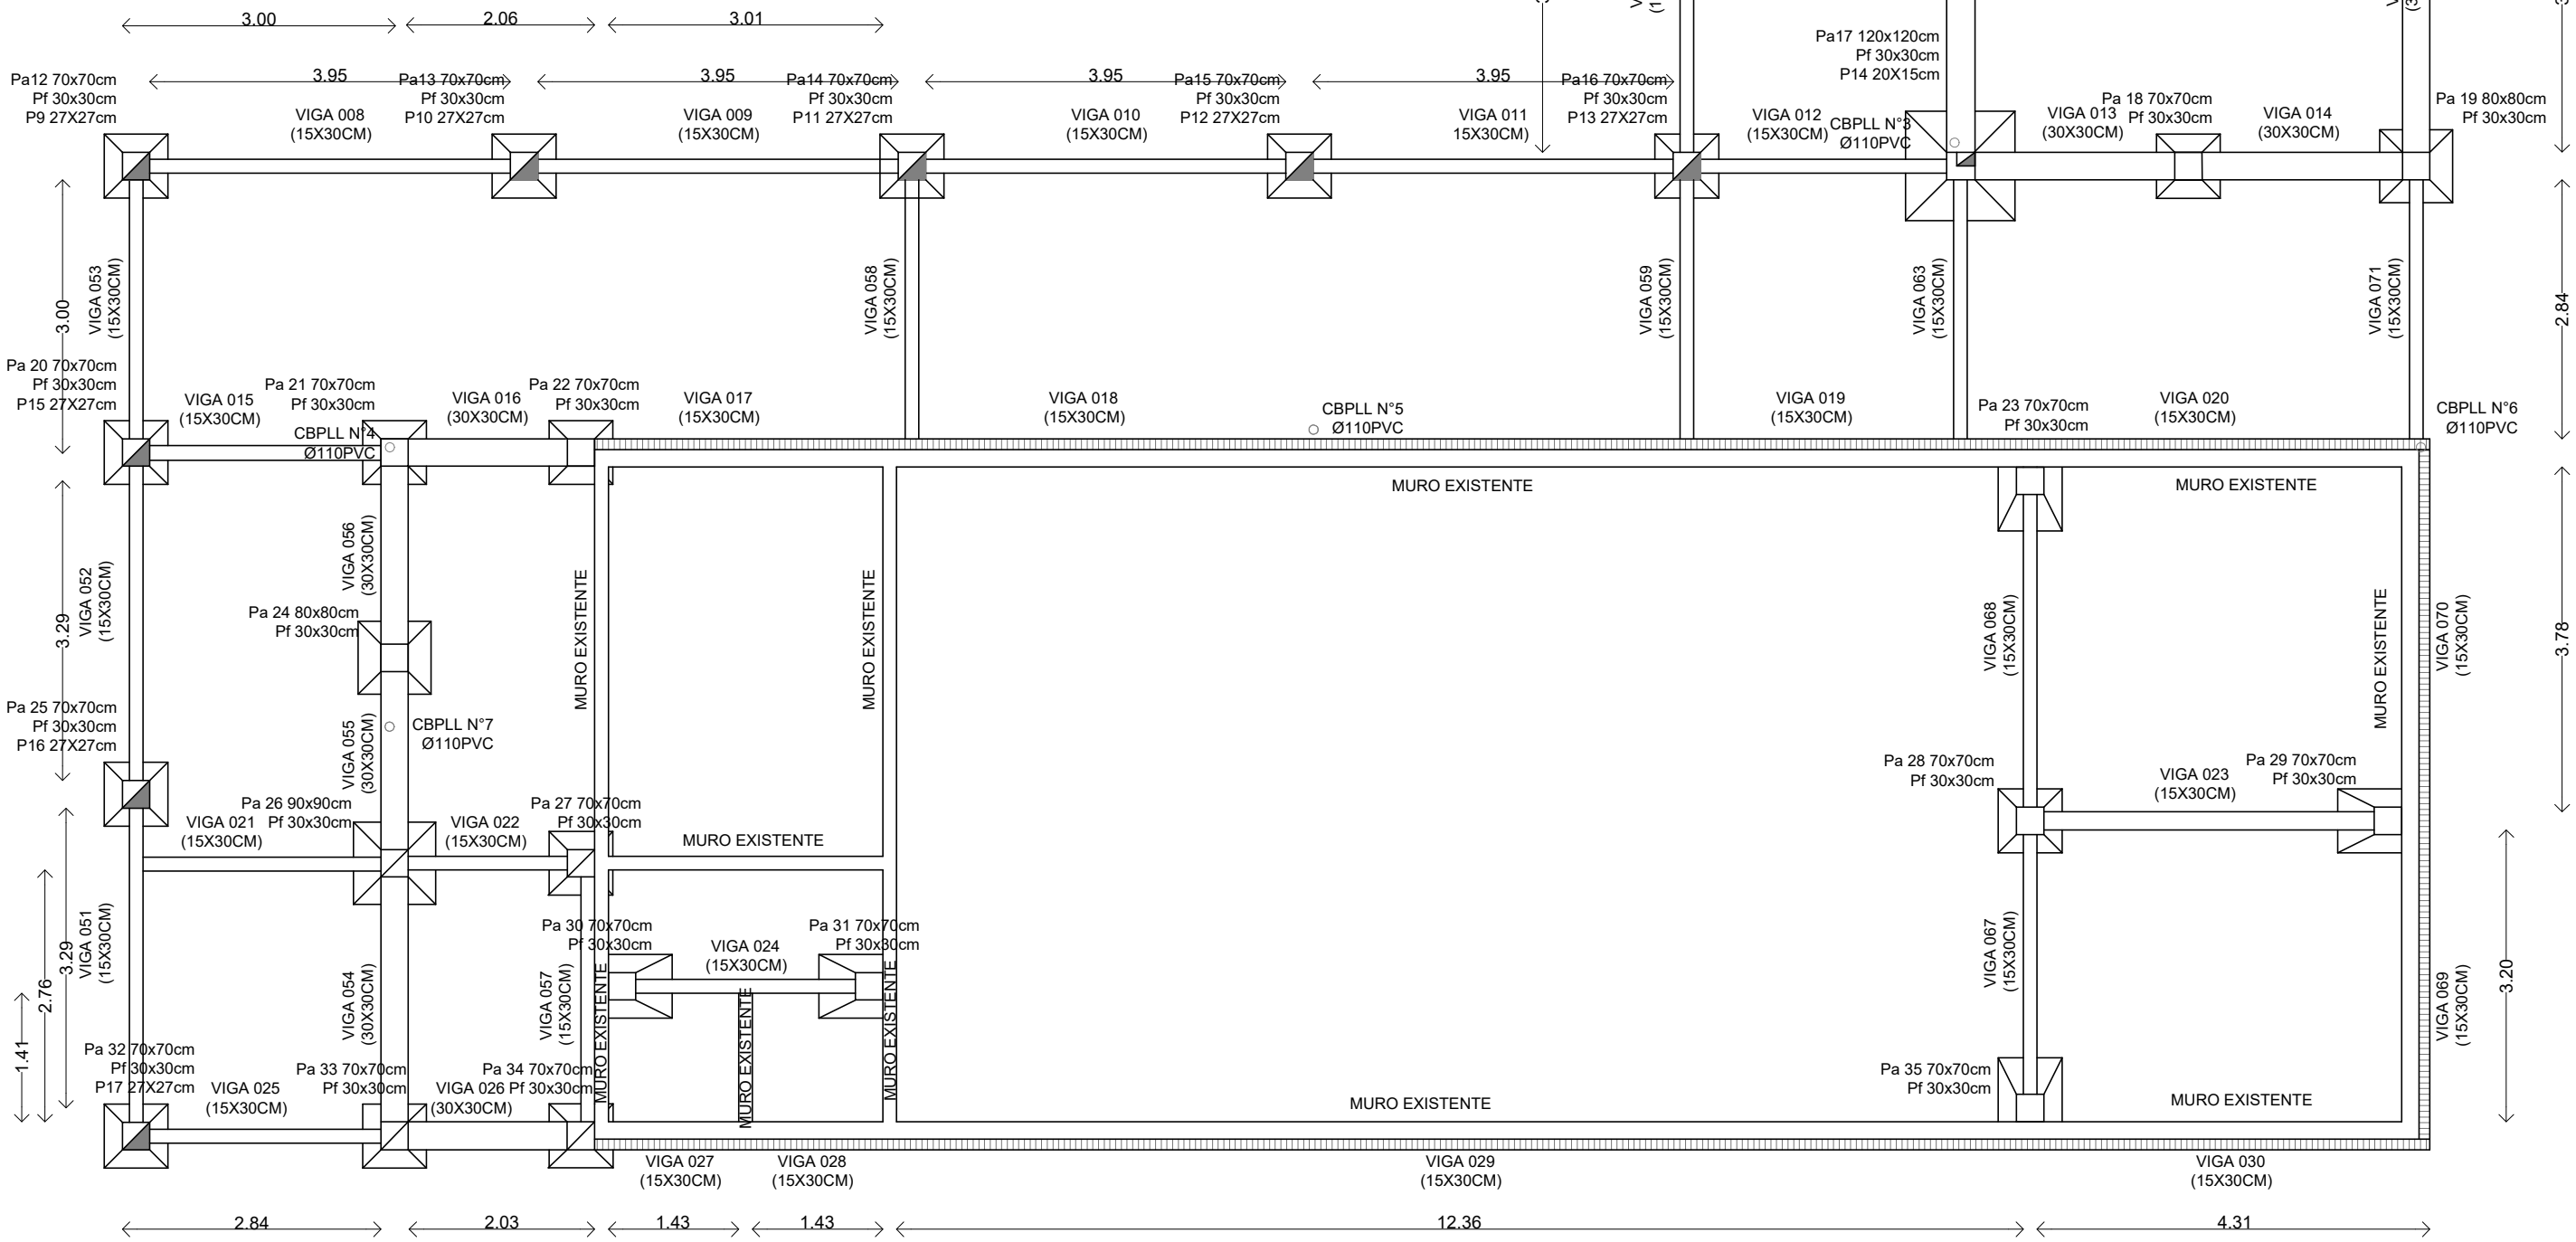 3.00
2.06
3.01
Pa17 120x120cm
Pf 30x30cm
P14 20X15cm
Pa12 70x70cm
Pf 30x30cm
P9 27X27cm
3.95
Pa13 70x70cm
Pf 30x30cm
P10 27X27cm
3.95
Pa14 70x70cm
Pf 30x30cm
P11 27X27cm
3.95
Pa15 70x70cm
Pf 30x30cm
P12 27X27cm
3.95
Pa16 70x70cm
Pf 30x30cm
P13 27X27cm
VIGA 008
(15X30CM)
VIGA 009
(15X30CM)
VIGA 010
(15X30CM)
VIGA 011
15X30CM)
VIGA 012
(15X30CM)
CBPLL N°3
Ø110PVC
VIGA 013
(30X30CM)
Pa 18 70x70cm
Pf 30x30cm
VIGA 014
(30X30CM)
Pa 19 80x80cm
Pf 30x30cm
3.00
VIGA 053
(15X30CM)
VIGA 058
(15X30CM)
VIGA 059
(15X30CM)
VIGA 063
(15X30CM)
VIGA 071
(15X30CM)
2.84
Pa 20 70x70cm
Pf 30x30cm
P15 27X27cm
VIGA 015
(15X30CM)
Pa 21 70x70cm
Pf 30x30cm
CBPLL N°4
Ø110PVC
VIGA 016
(30X30CM)
Pa 22 70x70cm
Pf 30x30cm
VIGA 017
(15X30CM)
VIGA 018
(15X30CM)
CBPLL N°5
Ø110PVC
VIGA 019
(15X30CM)
Pa 23 70x70cm
Pf 30x30cm
VIGA 020
(15X30CM)
CBPLL N°6
Ø110PVC
MURO EXISTENTE
MURO EXISTENTE
3.29
VIGA 052
(15X30CM)
VIGA 056
(30X30CM)
Pa 24 80x80cm
Pf 30x30cm
MURO EXISTENTE
MURO EXISTENTE
VIGA 068
(15X30CM)
MURO EXISTENTE
VIGA 070
(15X30CM)
3.78
Pa 25 70x70cm
Pf 30x30cm
P16 27X27cm
VIGA 055
(30X30CM)
CBPLL N°7
Ø110PVC
Pa 28 70x70cm
Pf 30x30cm
VIGA 023
(15X30CM)
Pa 29 70x70cm
Pf 30x30cm
VIGA 021
(15X30CM)
Pa 26 90x90cm
Pf 30x30cm
VIGA 022
(15X30CM)
Pa 27 70x70cm
Pf 30x30cm
MURO EXISTENTE
1.41
2.76
3.29
VIGA 051
(15X30CM)
VIGA 054
(30X30CM)
VIGA 057
(15X30CM)
MURO EXISTENTE
Pa 30 70x70cm
Pf 30x30cm
VIGA 024
(15X30CM)
MURO EXISTENTE
Pa 31 70x70cm
Pf 30x30cm
MURO EXISTENTE
VIGA 067
(15X30CM)
VIGA 069
(15X30CM)
3.20
Pa 32 70x70cm
Pf 30x30cm
P17 27X27cm
VIGA 025
(15X30CM)
Pa 33 70x70cm
Pf 30x30cm
VIGA 026
(30X30CM)
Pa 34 70x70cm
Pf 30x30cm
MURO EXISTENTE
Pa 35 70x70cm
Pf 30x30cm
MURO EXISTENTE
VIGA 027
(15X30CM)
VIGA 028
(15X30CM)
VIGA 029
(15X30CM)
VIGA 030
(15X30CM)
2.84
2.03
1.43
1.43
12.36
4.31